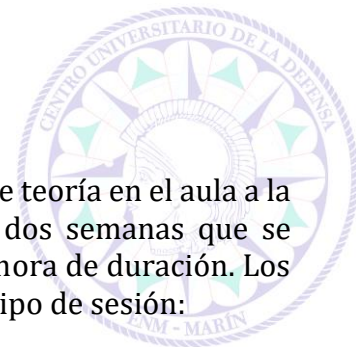 CENTRO UNIVERSITARIO DE LA DEFENSA
e teoría en el aula a la
dos semanas que se
hora de duración. Los
ipo de sesión:
ENM - MARÍN